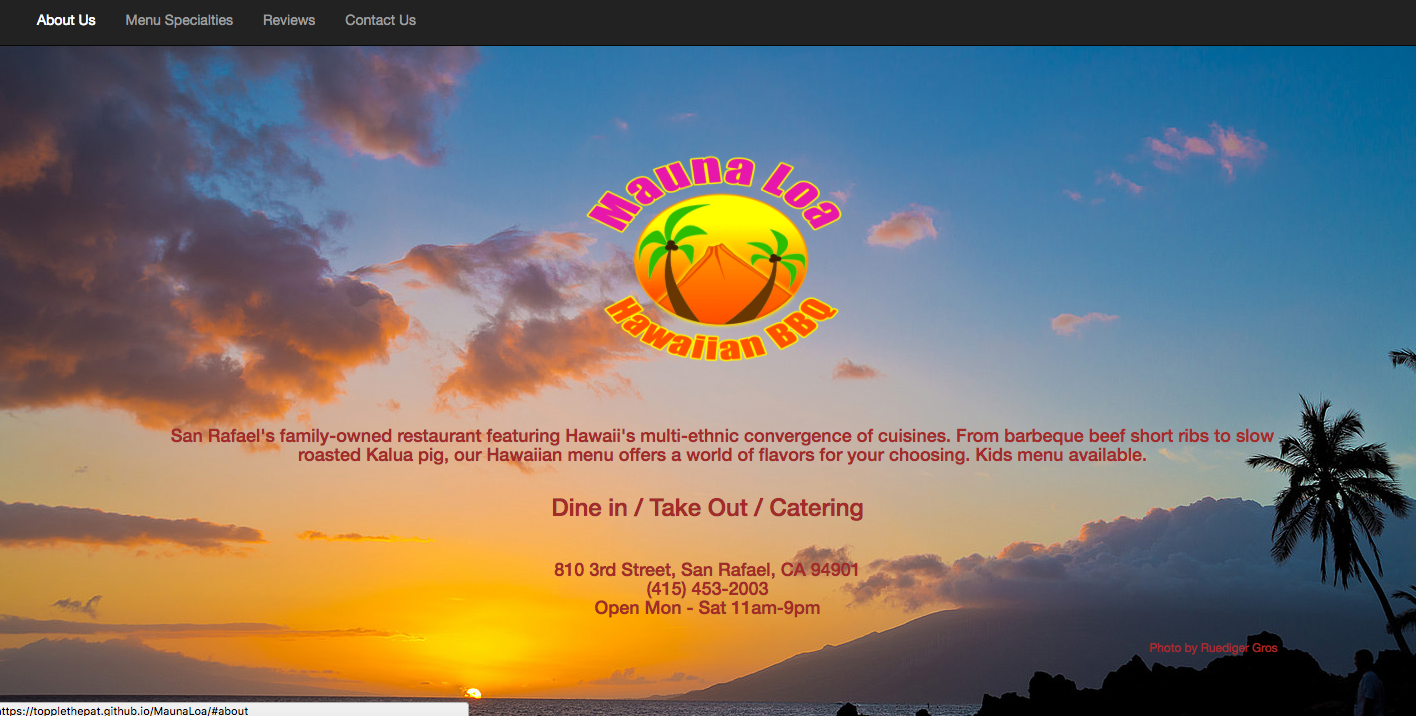 About Us Menu Specialties Reviews Contact Us
Mauna Loa
Hawaiian BBQ
San Rafael's family-owned restaurant featuring Hawaii's multi-ethnic convergence of cuisines. From barbeque beef short ribs to slow
roasted Kalua pig, our Hawaiian menu offers a world of flavors for your choosing. Kids menu available.
Dine in / Take Out / Catering
810 3rd Street, San Rafael, CA 94901
(415) 453-2003
Open Mon - Sat 11am-9pm
Photo by Ruediger Gros
https://topplethepat.github.io/MaunaLoa/#about